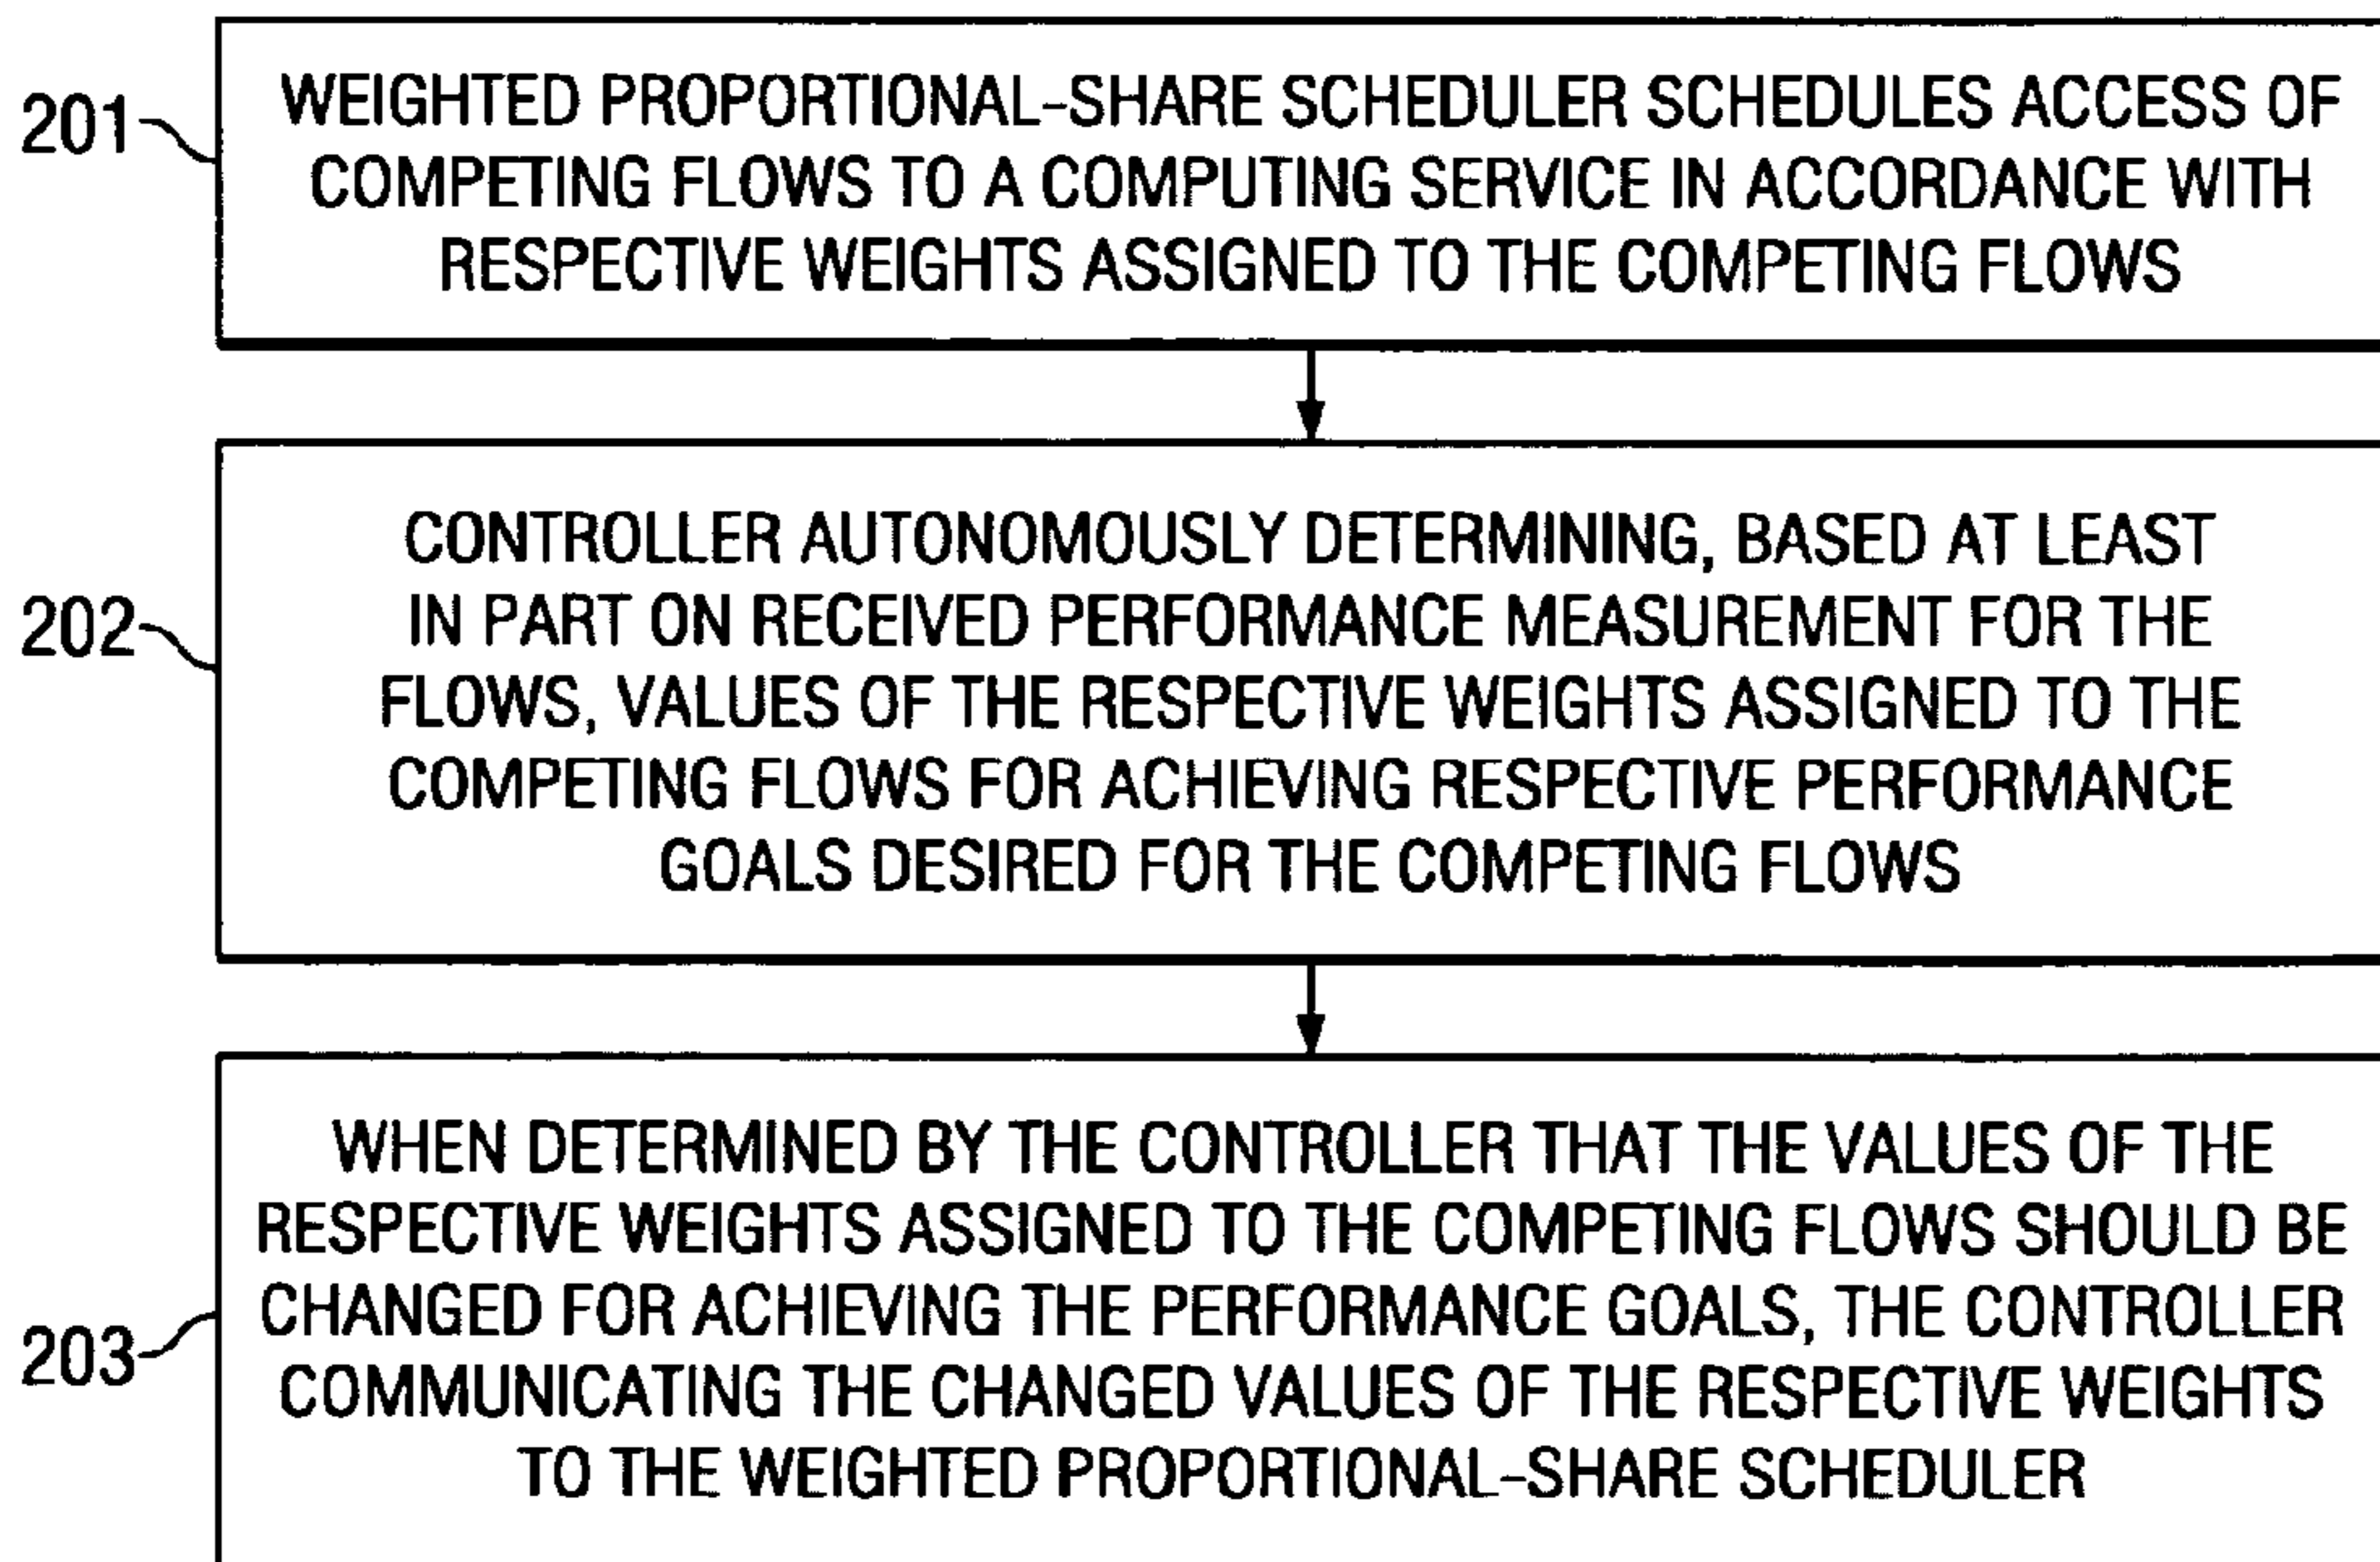 201
WEIGHTED PROPORTIONAL-SHARE SCHEDULER SCHEDULES ACCESS OF
COMPETING FLOWS TO A COMPUTING SERVICE IN ACCORDANCE WITH
RESPECTIVE WEIGHTS ASSIGNED TO THE COMPETING FLOWS
202
CONTROLLER AUTONOMOUSLY DETERMINING, BASED AT LEAST
IN PART ON RECEIVED PERFORMANCE MEASUREMENT FOR THE
FLOWS, VALUES OF THE RESPECTIVE WEIGHTS ASSIGNED TO THE
COMPETING FLOWS FOR ACHIEVING RESPECTIVE PERFORMANCE
GOALS DESIRED FOR THE COMPETING FLOWS
203
WHEN DETERMINED BY THE CONTROLLER THAT THE VALUES OF THE
RESPECTIVE WEIGHTS ASSIGNED TO THE COMPETING FLOWS SHOULD BE
CHANGED FOR ACHIEVING THE PERFORMANCE GOALS, THE CONTROLLER
COMMUNICATING THE CHANGED VALUES OF THE RESPECTIVE WEIGHTS
TO THE WEIGHTED PROPORTIONAL-SHARE SCHEDULER